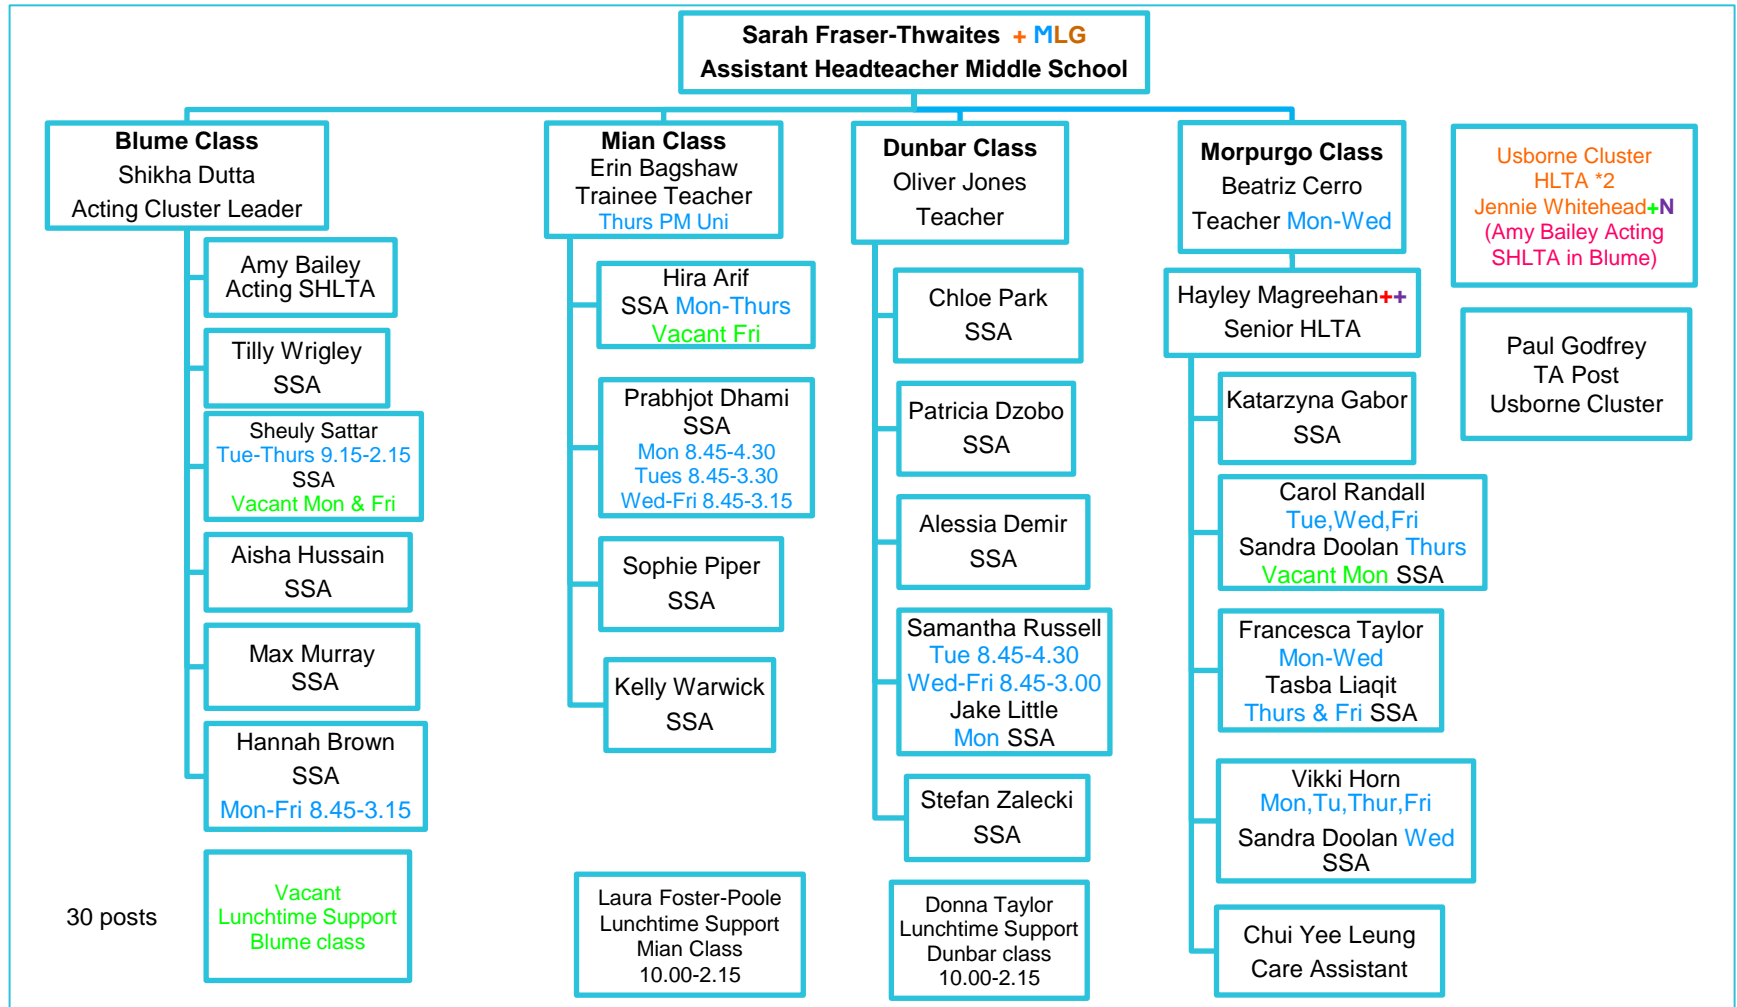 Sarah Fraser-Thwaites + MLG
Assistant Headteacher Middle School
Blume Class
Shikha Dutta
Acting Cluster Leader
Amy Bailey
Acting SHLTA
Tilly Wrigley
SSA
Sheuly Sattar
Tue-Thurs 9.15-2.15
SSA
Vacant Mon & Fri
Aisha Hussain
SSA
Max Murray
SSA
Hannah Brown
SSA
Mon-Fri 8.45-3.15
Vacant
Lunchtime Support
Blume class
30 posts
Mian Class
Erin Bagshaw
Trainee Teacher
Thurs PM Uni
Hira Arif
SSA Mon-Thurs
Vacant Fri
Prabhjot Dhami
SSA
Mon 8.45-4.30
Tues 8.45-3.30
Wed-Fri 8.45-3.15
Sophie Piper
SSA
Kelly Warwick
SSA
Laura Foster-Poole
Lunchtime Support
Mian Class
10.00-2.15
Dunbar Class
Oliver Jones
Teacher
Chloe Park
SSA
Patricia Dzobo
SSA
Alessia Demir
SSA
Samantha Russell
Tue 8.45-4.30
Wed-Fri 8.45-3.00
Jake Little
Mon SSA
Stefan Zalecki
SSA
Donna Taylor
Lunchtime Support
Dunbar class
10.00-2.15
Morpurgo Class
Beatriz Cerro
Teacher Mon-Wed
Hayley Magreehan++
Senior HLTA
Katarzyna Gabor
SSA
Carol Randall
Tue,Wed,Fri
Sandra Doolan Thurs
Vacant Mon SSA
Francesca Taylor
Mon-Wed
Tasba Liaqit
Thurs & Fri SSA
Vikki Horn
Mon,Tu,Thur,Fri
Sandra Doolan Wed
SSA
Chui Yee Leung
Care Assistant
Usborne Cluster
HLTA *2
Jennie Whitehead+N
(Amy Bailey Acting
SHLTA in Blume)
Paul Godfrey
TA Post
Usborne Cluster